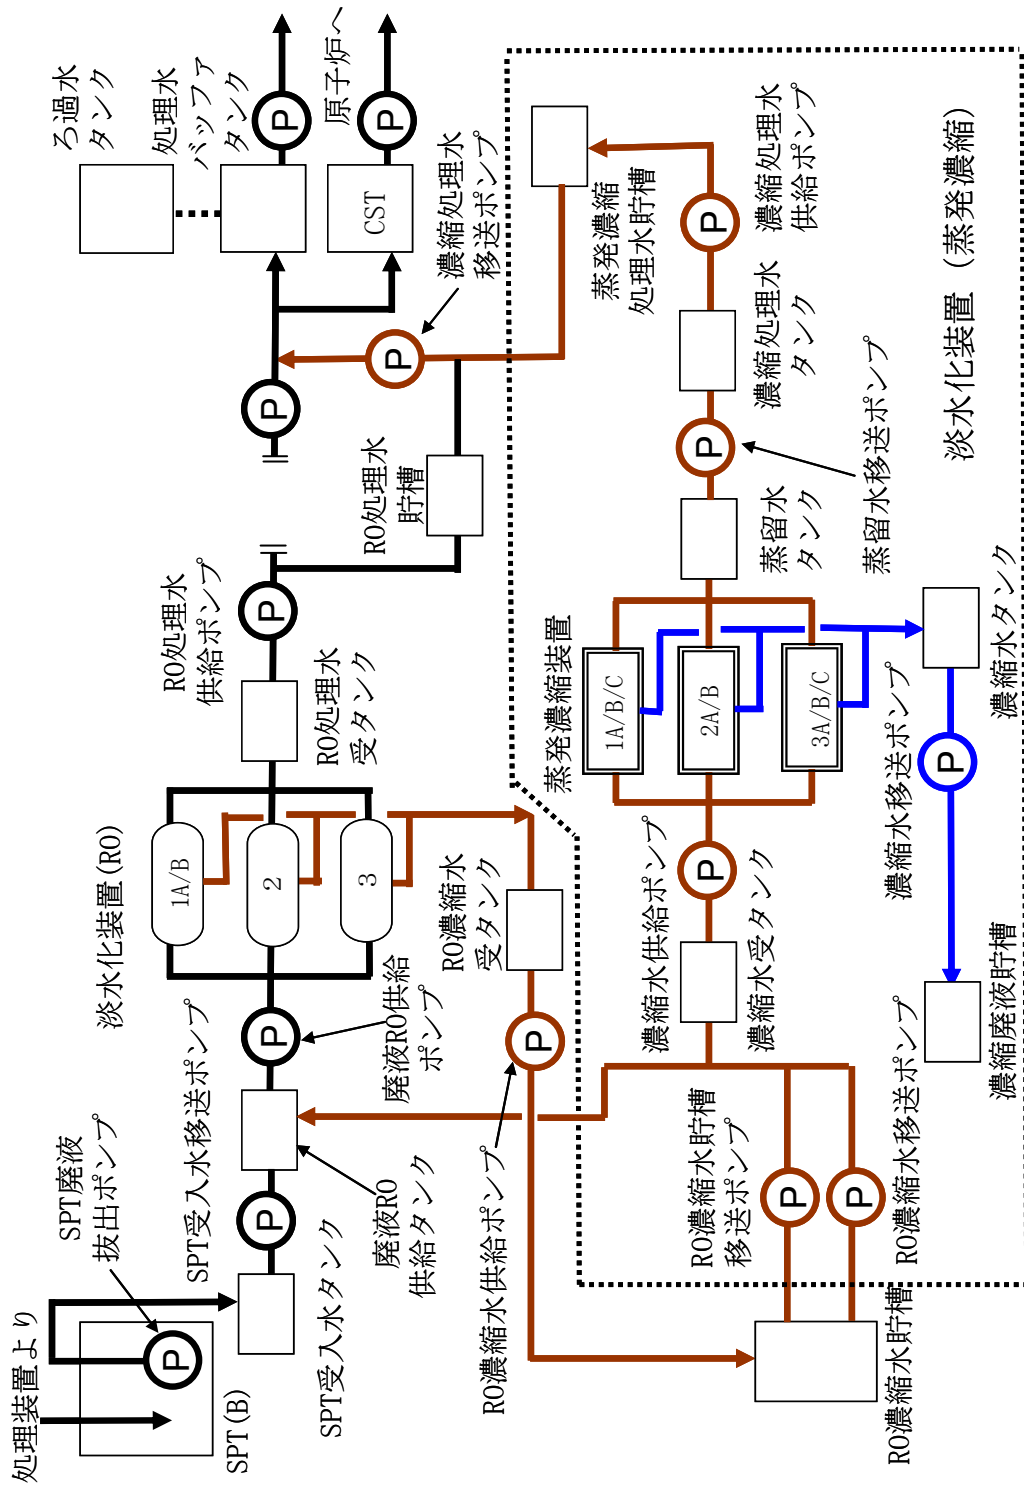 処理装置より
SPT(B)
SPT廃液
抜出ポンプ
P
SPT受入水タンク
P
SPT受入水移送ポンプ
廃液RO
供給タンク
P
廃液RO供給
ポンプ
淡水化装置(RO)
1A/B
2
3
RO処理水
受タンク
P
RO処理水
供給ポンプ
RO処理水
貯槽
P
濃縮処理水
移送ポンプ
P
ろ過水
タンク
処理水
バッファ
タンク
P
CST
P
原子炉へ
RO濃縮水
受タンク
P
RO濃縮水供給ポンプ
RO濃縮水貯槽
RO濃縮水貯槽
移送ポンプ
P
P
RO濃縮水移送ポンプ
濃縮水受タンク
P
濃縮水供給ポンプ
蒸発濃縮装置
1A/B/C
2A/B
3A/B/C
蒸留水
タンク
P
蒸留水移送ポンプ
濃縮処理水
タンク
P
濃縮処理水
供給ポンプ
蒸発濃縮
処理水貯槽
濃縮水タンク
P
濃縮水移送ポンプ
濃縮廃液貯槽
淡水化装置(蒸発濃縮)